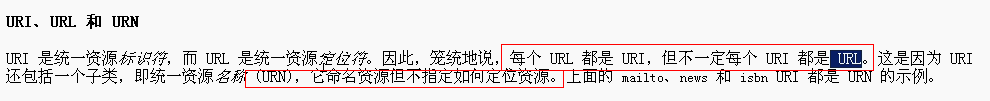 URI、URL 和 URN
URI 是统一资源标识符，而 URL 是统一资源定位符。因此，笼统地说，每个 URL 都是 URI，但不一定每个 URI 都是 URL。这是因为 URI
还包括一个子类，即统一资源名称 (URN)，它命名资源但不指定如何定位资源。上面的 mailto、news 和 isbn URI 都是 URN 的示例。